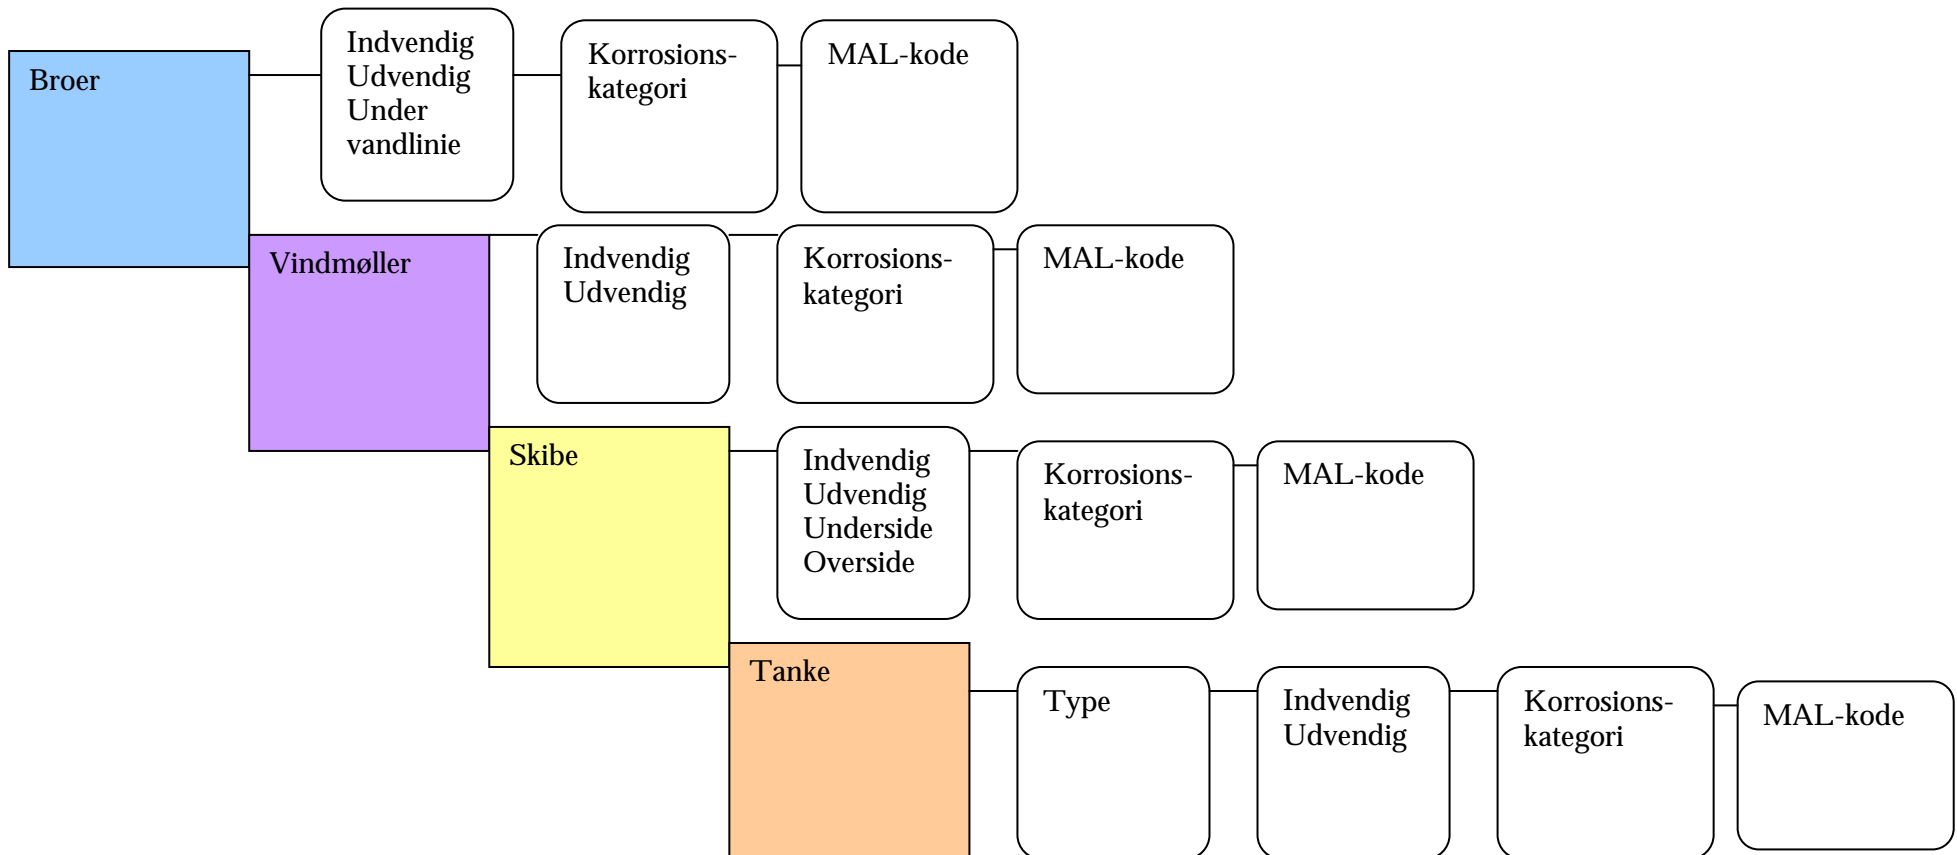 Broer
Indvendig
Udvendig
Under
vandlinie
Korrosions-
kategori
MAL-kode
Vindmøller
Indvendig
Udvendig
Korrosions-
kategori
MAL-kode
Skibe
Indvendig
Udvendig
Underside
Overside
Korrosions-
kategori
MAL-kode
Tanke
Type
Indvendig
Udvendig
Korrosions-
kategori
MAL-kode